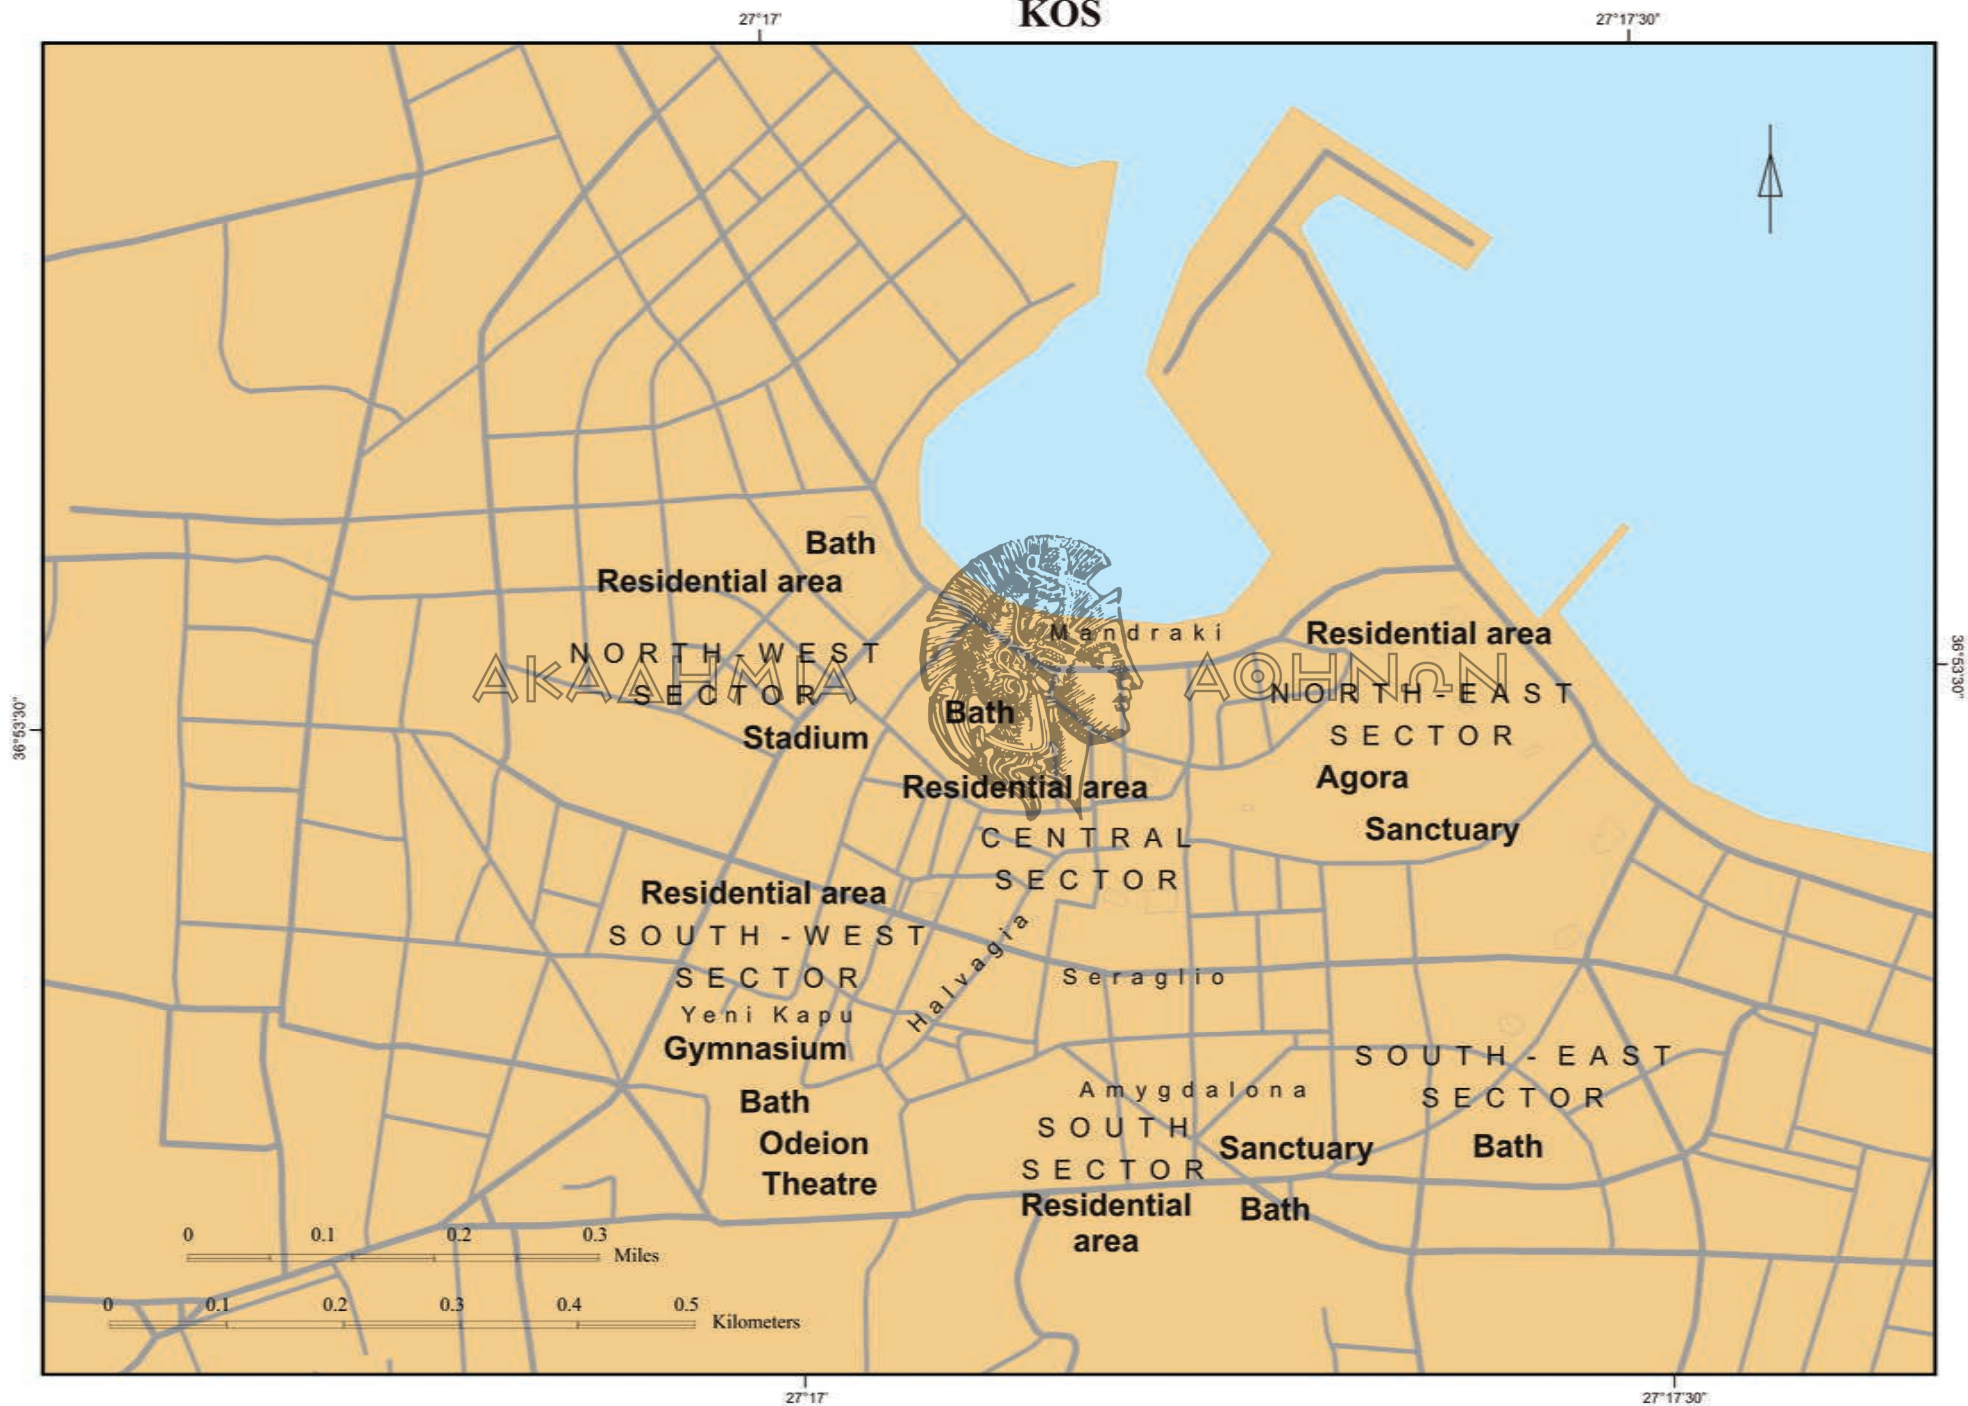 KOS
27°17'
27°17'30"
Bath
Residential area
Mandraki
Residential area
NORTH-WEST
SECTOR
ΑΚΑΔΗΜΙΑ
ΑΘΗΝΩΝ
NORTH-EAST
SECTOR
36°53'30"
36°53'30"
Bath
Stadium
Agora
Residential area
Sanctuary
CENTRAL
SECTOR
Residential area
SOUTH-WEST
SECTOR
Halvagia
Seraglio
Yeni Kapu
Gymnasium
SOUTH-EAST
SECTOR
Amygdalona
Bath
SOUTH
SECTOR
Odeion
Sanctuary
Bath
Theatre
Residential
area
Bath
0 0.1 0.2 0.3
Miles
0 0.1 0.2 0.3 0.4 0.5
Kilometers
27°17'
27°17'30"